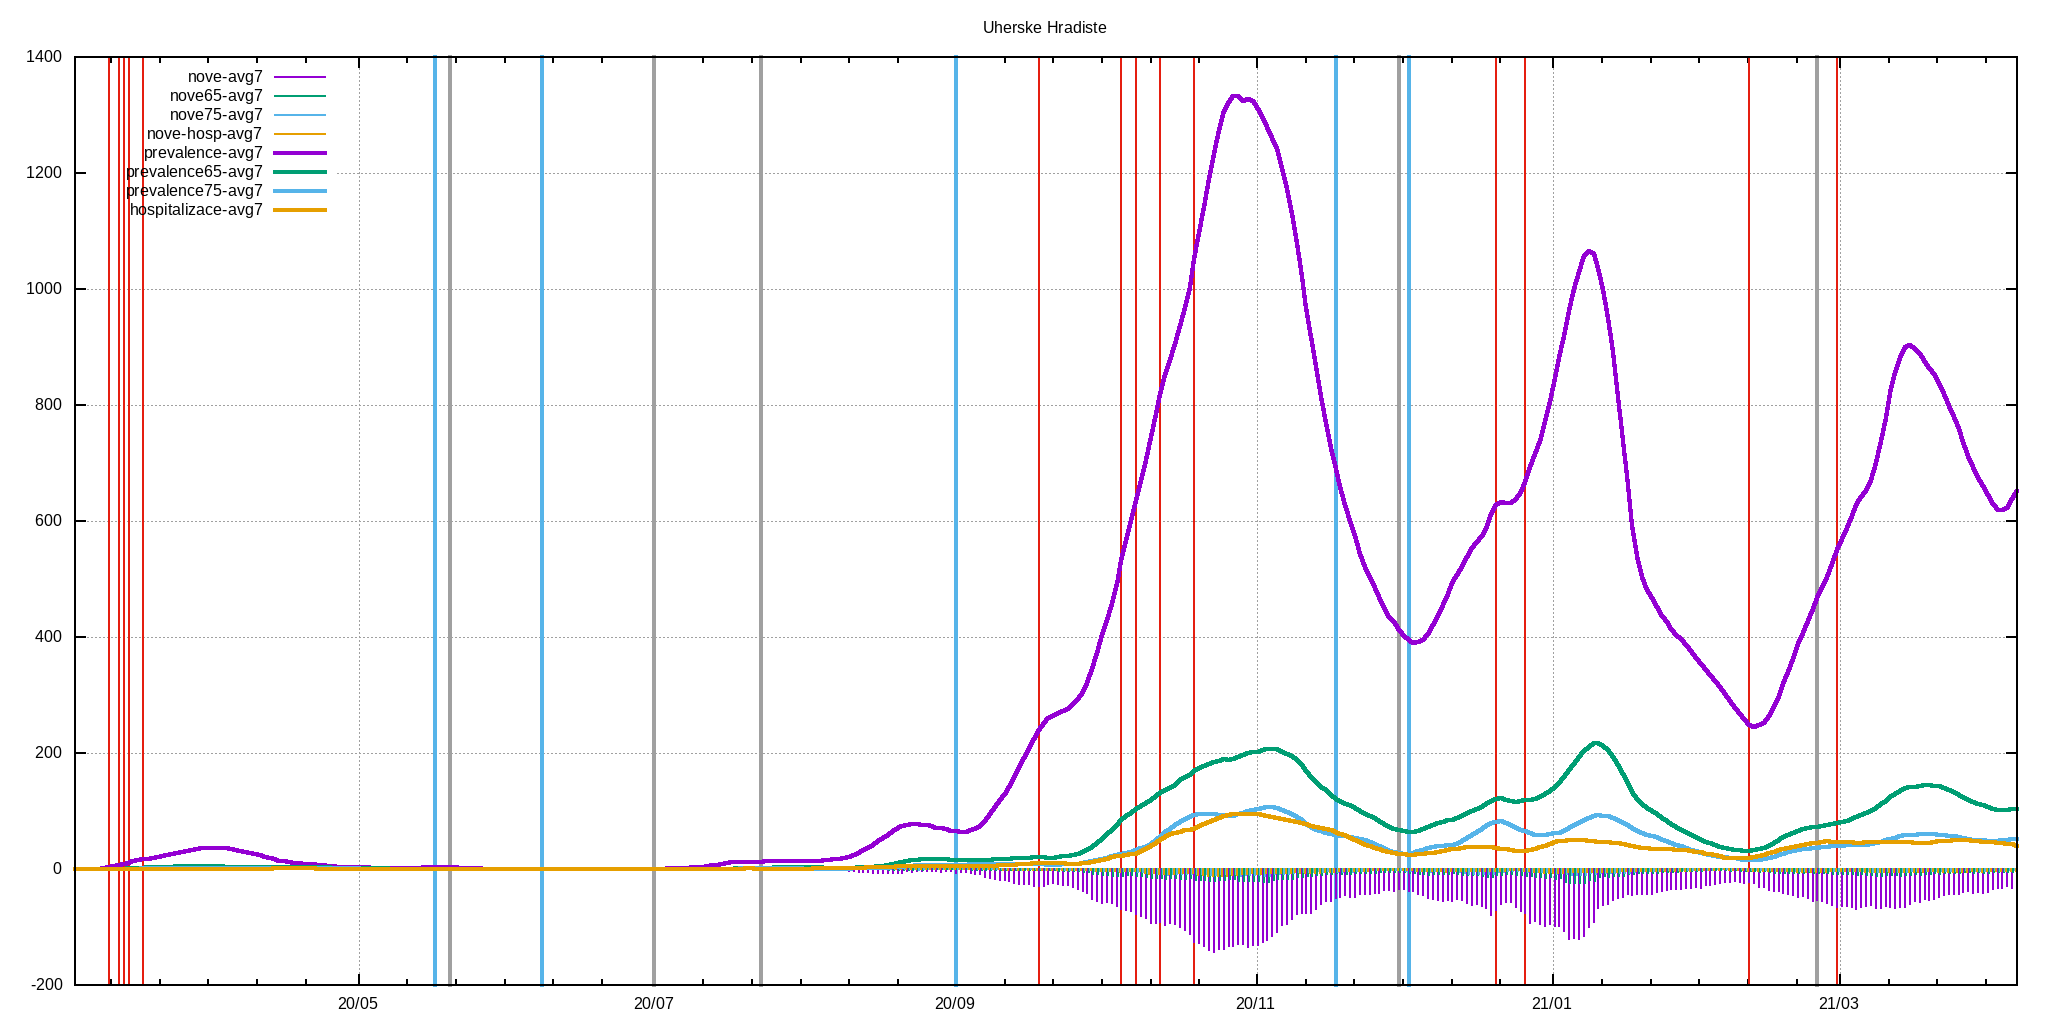 Uherske Hradiste
1400
1200
1000
800
600
400
200
0
-200
nove-avg7
nove65-avg7
nove75-avg7
nove-hosp-avg7
prevalence-avg7
prevalence65-avg7
prevalence75-avg7
hospitalizace-avg7
20/05
20/07
20/09
20/11
21/01
21/03